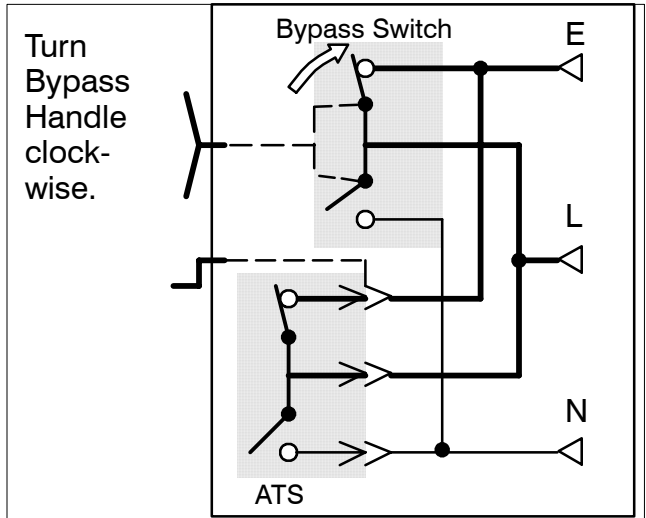 Turn
Bypass
Handle
clock-
wise.
Bypass Switch
E
L
N
ATS